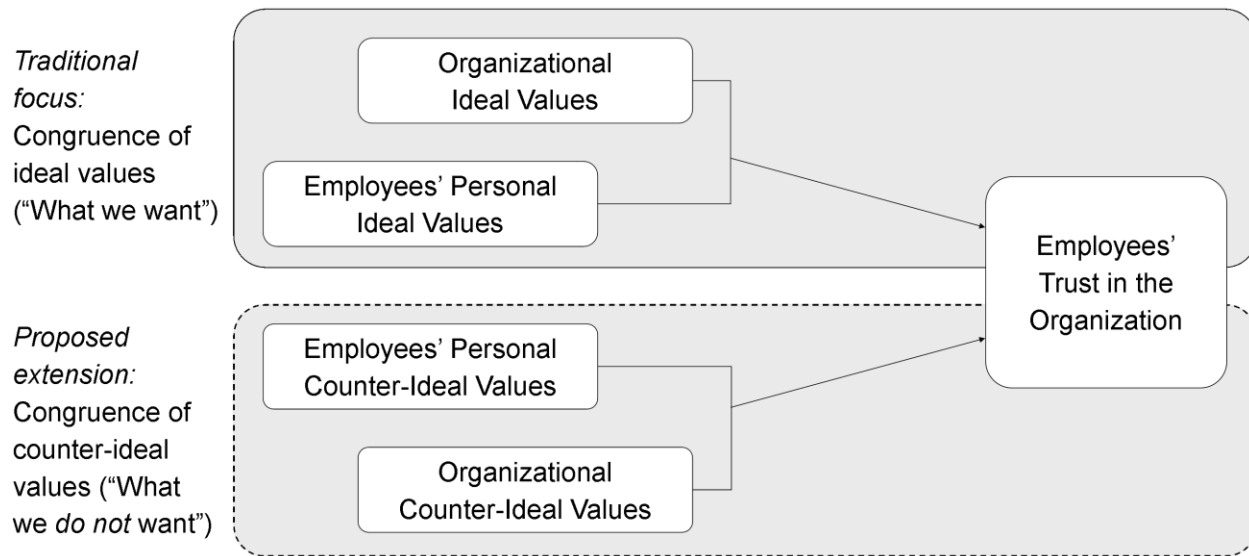 Traditional
focus:
Congruence of
ideal values
(“What we want”)
Organizational
Ideal Values
Employees’ Personal
Ideal Values
Employees’
Trust in the
Organization
Proposed
extension:
Congruence of
counter-ideal
values (“What
we do not want”)
Employees’ Personal
Counter-Ideal Values
Organizational
Counter-Ideal Values